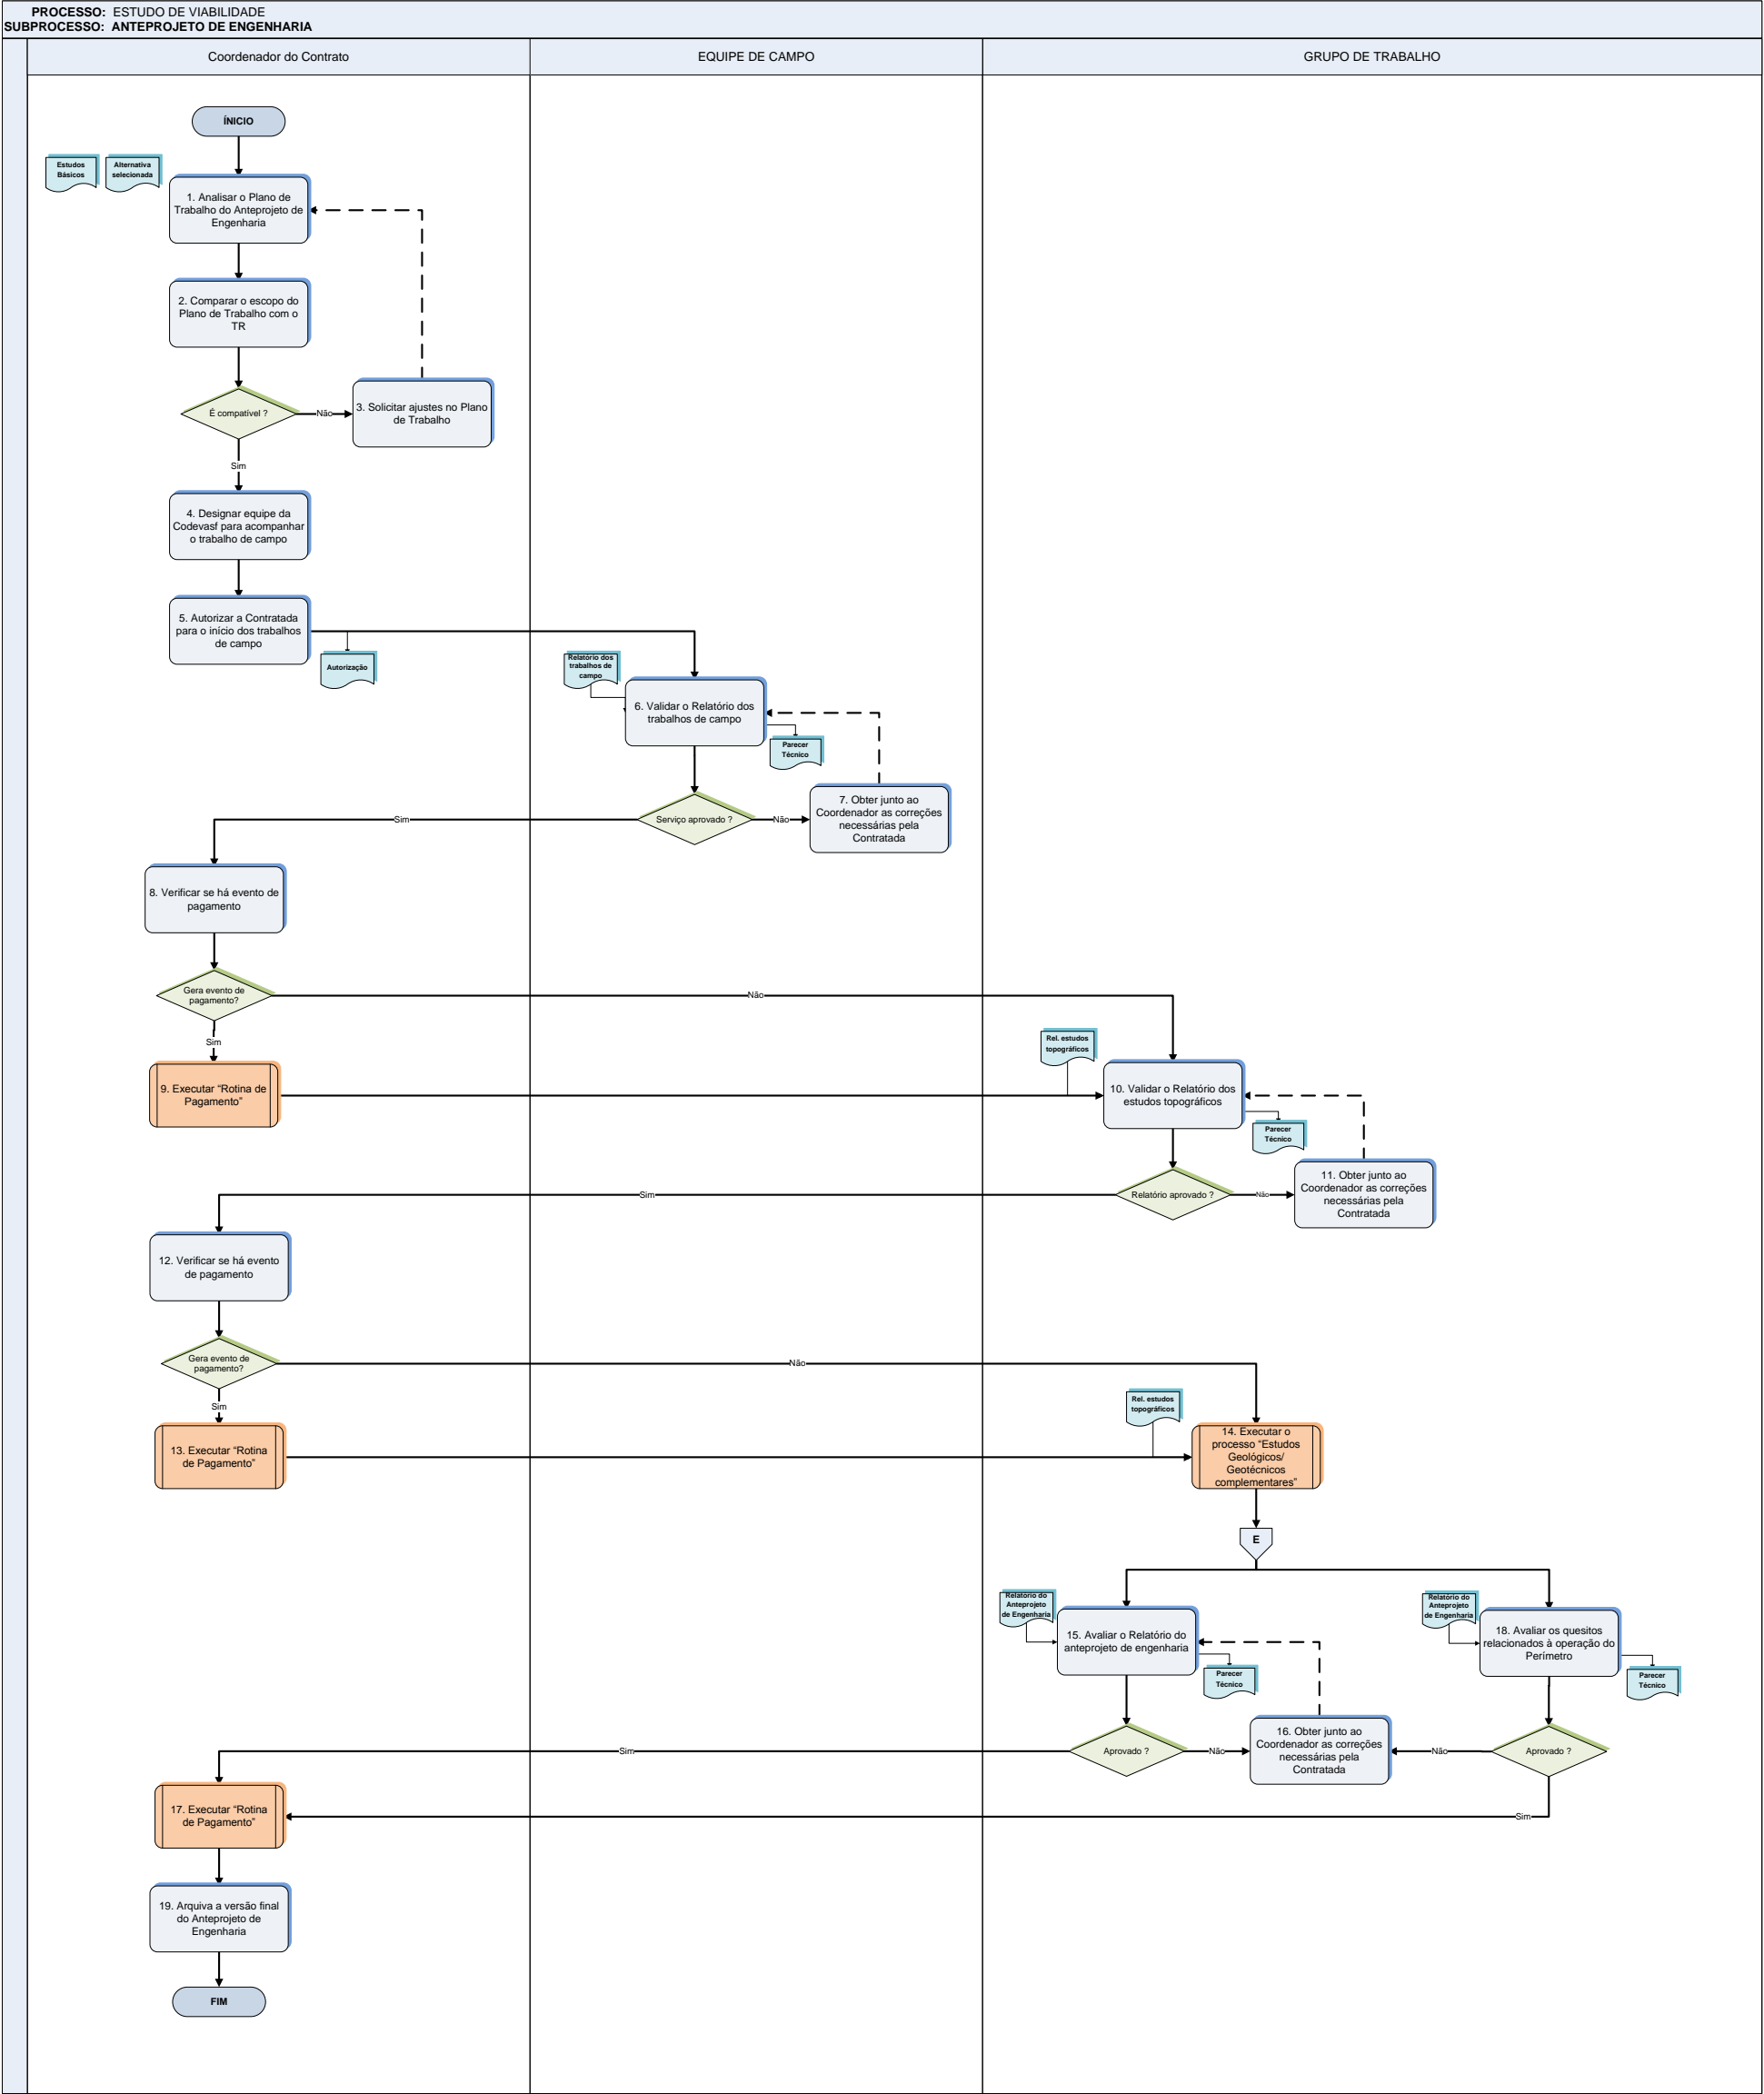 PROCESSO: ESTUDO DE VIABILIDADE
SUBPROCESSO: ANTEPROJETO DE ENGENHARIA
Coordenador do Contrato
EQUIPE DE CAMPO
GRUPO DE TRABALHO
ÍNICIO
Estudos
Básicos
Alternativa
selecionada
1. Analisar o Plano de
Trabalho do Anteprojeto de
Engenharia
2. Comparar o escopo do
Plano de Trabalho com o
TR
É compatível ?
Não
3. Solicitar ajustes no Plano
de Trabalho
Sim
4. Designar equipe da
Codevasf para acompanhar
o trabalho de campo
5. Autorizar a Contratada
para o início dos trabalhos
de campo
Autorização
Relatório dos
trabalhos de
campo
6. Validar o Relatório dos
trabalhos de campo
Parecer
Técnico
Serviço aprovado ?
Não
7. Obter junto ao
Coordenador as correções
necessárias pela
Contratada
Sim
8. Verificar se há evento de
pagamento
Gera evento de
pagamento?
Não
Sim
9. Executar “Rotina de
Pagamento”
Rel. estudos
topográficos
10. Validar o Relatório dos
estudos topográficos
Parecer
Técnico
Relatório aprovado ?
Não
11. Obter junto ao
Coordenador as correções
necessárias pela
Contratada
Sim
12. Verificar se há evento
de pagamento
Gera evento de
pagamento?
Não
Sim
13. Executar “Rotina
de Pagamento”
Rel. estudos
topográficos
14. Executar o
processo “Estudos
Geológicos/
Geotécnicos
complementares”
E
Relatório do
Anteprojeto
de Engenharia
15. Avaliar o Relatório do
anteprojeto de engenharia
Parecer
Técnico
Relatório do
Anteprojeto
de Engenharia
18. Avaliar os quesitos
relacionados à operação do
Perímetro
Parecer
Técnico
Aprovado ?
Não
16. Obter junto ao
Coordenador as correções
necessárias pela
Contratada
Não
Aprovado ?
Sim
Sim
17. Executar “Rotina
de Pagamento”
19. Arquiva a versão final
do Anteprojeto de
Engenharia
FIM